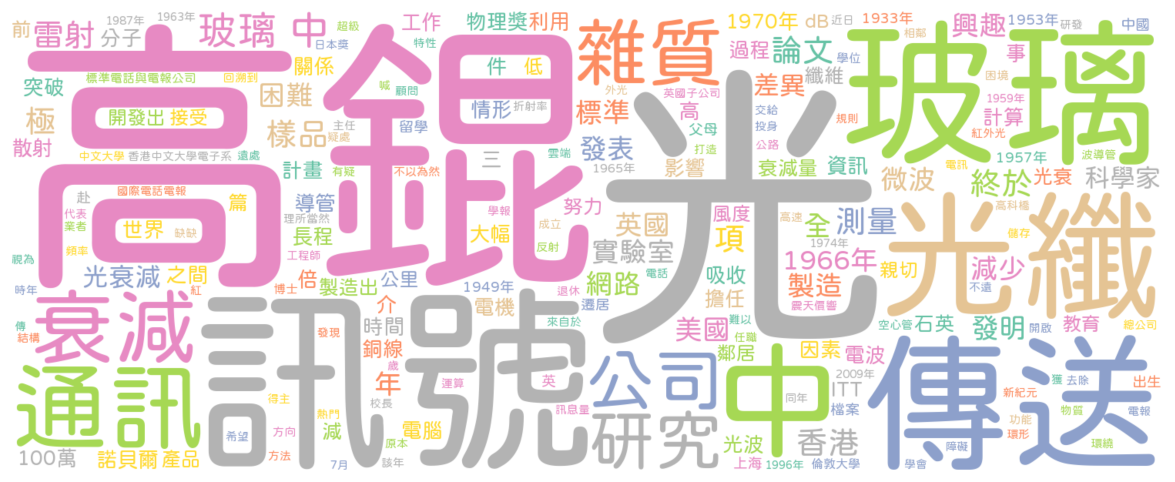 高錕
光
玻璃
訊號
傳送
光纖
雜質
中
衰減
通訊
公司
研究
前
雷射
1987年
1963年
分子
玻璃
中
超級
日本獎
工作
特性
物理獎
利用
1970年
dB
近日
1933年
相鄰
興趣
1953年
研發
中國
突破
標準電話與電報公司
回溯到
關係
件
低
過程
論文
纖維
學位
事
困境
極
開發出
接受
困難
喊
顧問
情形
折射率
外光
英國子公司
標準
高
差異
交給
投身
公路
規則
1959年
計算
紅外光
散射
樣品
主任
疑處
留學
三
雲端
發表
父母
打造
影響
1965年
衰減量
資訊
電訊
1957年
波導管
中文大學
香港中文大學電子系
遠處
計畫
有疑
不以為然
微波
終於
光衰
科學家
國際電話電報
赴
代表
業者
篇
理所當然
導管
學報
努力
英國
風度
高速
全
測量
高科橋
世界
缺缺
頻率
長程
工程師
大幅
成立
反射
實驗室
項
1974年
儲存
視為
時年
光衰減
之間
紅
倍
博士
製造出
公里
1949年
退休
電話
遷居
網路
吸收
1966年
製造
震天價響
擔任
親切
減少
不遠
傳
結構
發現
介
時間
電機
來自於
美國
難以
任職
空心管
石英
發明
開啟
教育
總公司
銅線
歲
年
運算
英
鄰居
因素
電波
2009年
ITT
新紀元
獲
去除
出生
得主
熱門
校長
訊息量
同年
檔案
功能
物質
電報
希望
方向
減
原本
電腦
光波
香港
障礙
環形
環繞
100萬
諾貝爾
產品
方法
7月
該年
上海
1996年
倫敦大學
學會